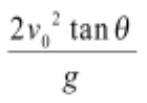 2v₀² tan θ
g